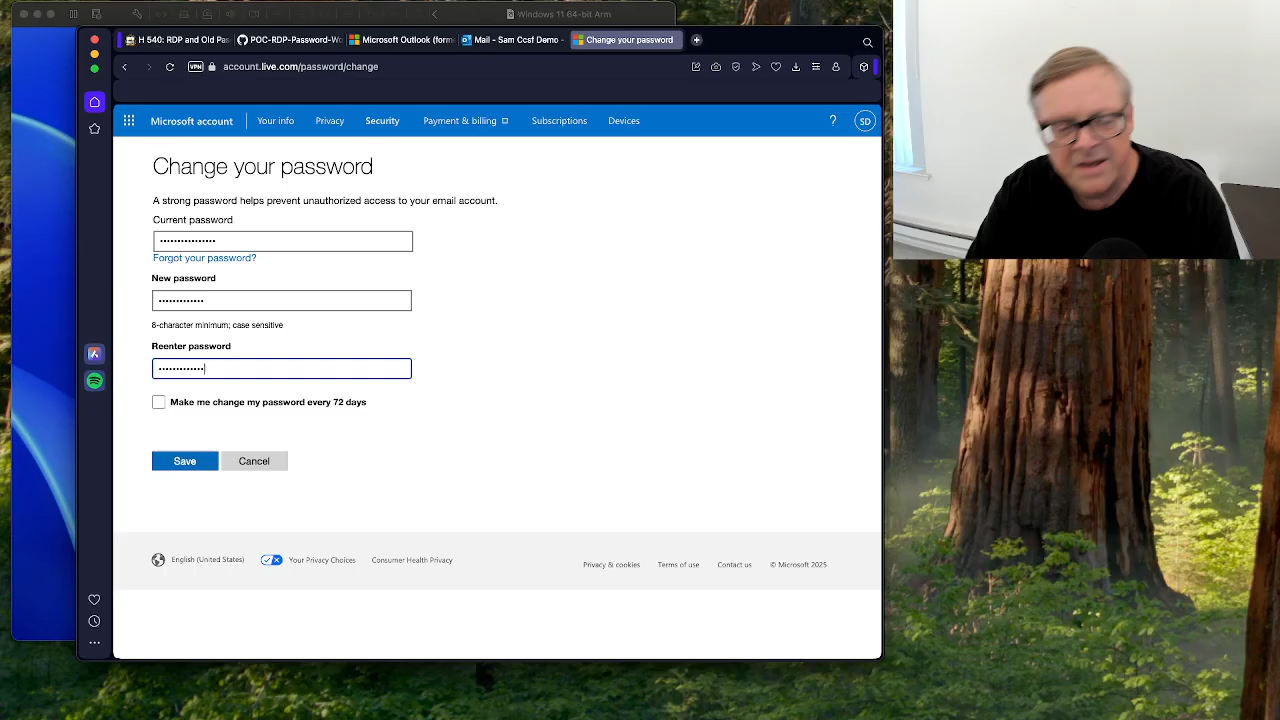 Windows 11 64-bit Arm
H 540: RDP and Old Pas
POC-RDP-Password-Wo
Microsoft Outlook (form
Mail - Sam Ccsf Demo -
Change your password
VPN
account.live.com/password/change
Microsoft account
Your info
Privacy
Security
Payment & billing
Subscriptions
Devices
?
SD
Change your password
A strong password helps prevent unauthorized access to your email account.
Current password
••••••••••••••••
Forgot your password?
New password
•••••••••••••
8-character minimum; case sensitive
Reenter password
•••••••••••••
Make me change my password every 72 days
Save
Cancel
English (United States)
Your Privacy Choices
Consumer Health Privacy
Privacy & cookies
Terms of use
Contact us
© Microsoft 2025